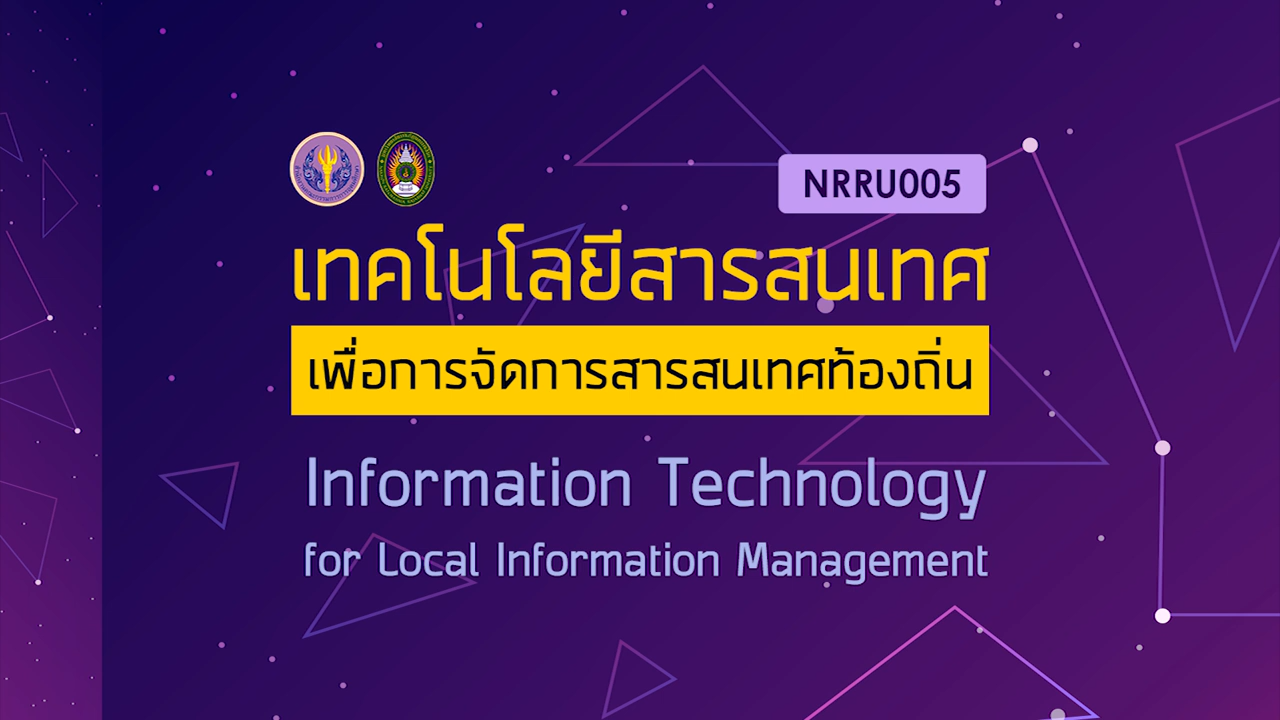 NRRU005
เทคโนโลยีสารสนเทศ
เพื่อการจัดการสารสนเทศท้องถิ่น
Information Technology
for Local Information Management